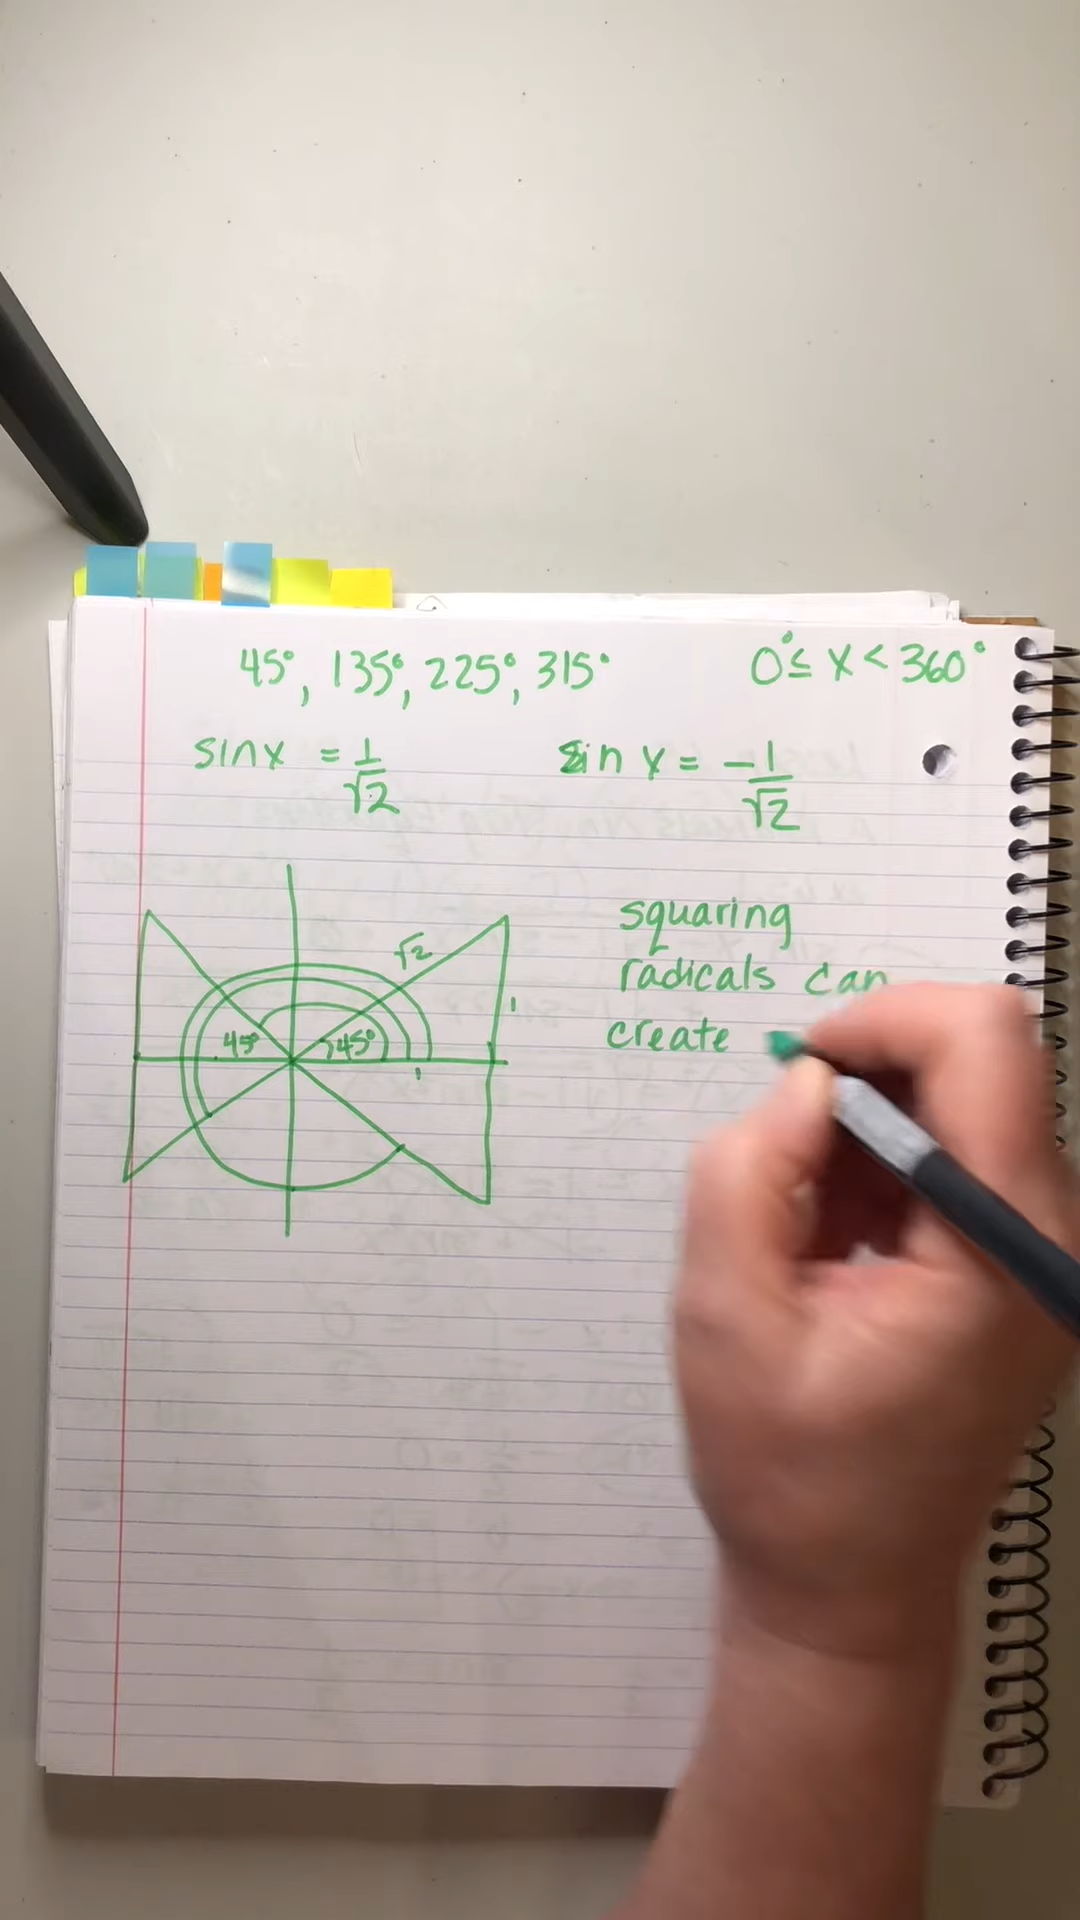 45°, 135°, 225°, 315°
0° ≤ x < 360°
sin x = 1/√2
sin x = -1/√2
√2
1
45°
45°
1
squaring
radicals can
create